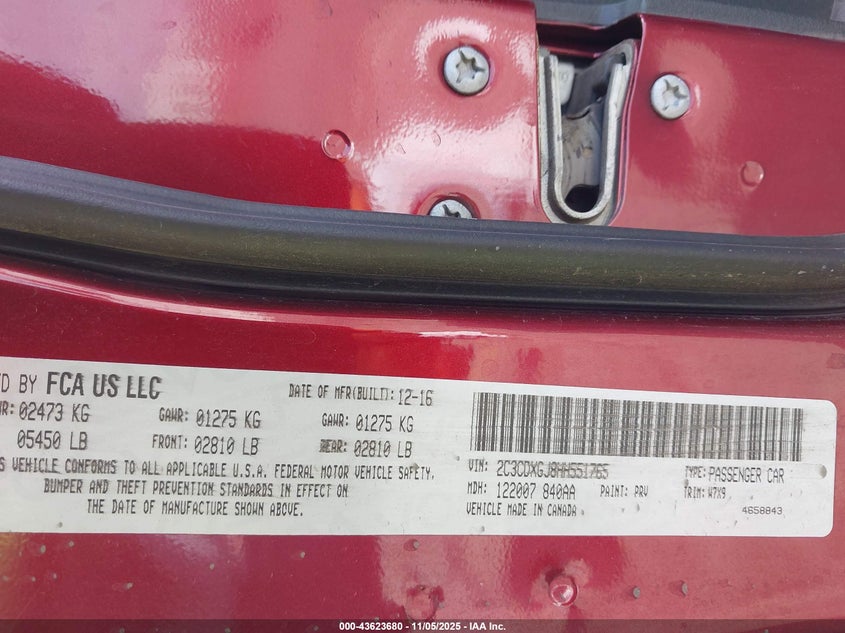 D BY FCA US LLC DATE OF MFR(BUILT): 12-16
WR: 02473 KG GAWR: 01275 KG GAWR: 01275 KG
05450 LB FRONT: 02810 LB REAR: 02810 LB
S VEHICLE CONFORMS TO ALL APPLICABLE U.S.A. FEDERAL MOTOR VEHICLE SAFETY,
BUMPER AND THEFT PREVENTION STANDARDS IN EFFECT ON
THE DATE OF MANUFACTURE SHOWN ABOVE.
VIN: 2C3CDXGJ8HH551765 TYPE: PASSENGER CAR
MDH: 122007 840AA PAINT: PRV TRIM: W7X9
VEHICLE MADE IN CANADA 4658843
000-43623680 - 11/05/2025 - IAA Inc.